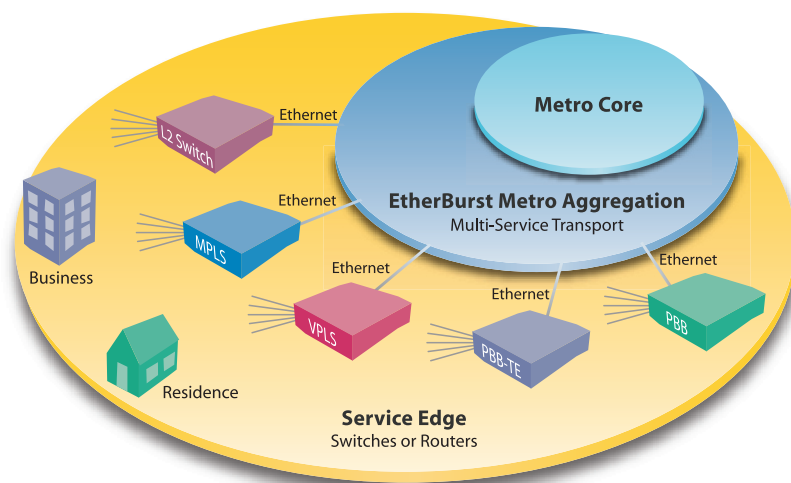 Metro Core
Ethernet
L2 Switch
EtherBurst Metro Aggregation
Multi-Service Transport
Ethernet
MPLS
Business
Ethernet
VPLS
Ethernet
PBB-TE
Ethernet
PBB
Residence
Service Edge
Switches or Routers